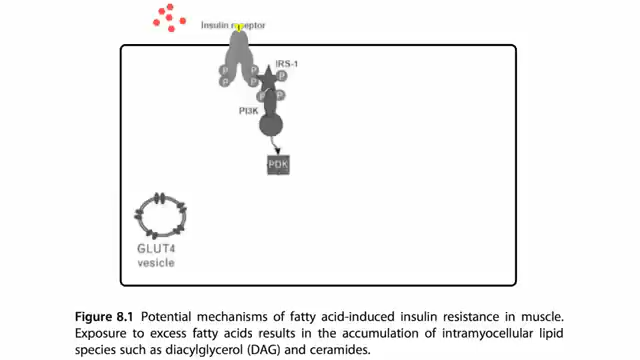 Insulin receptor
IRS-1
P P P
P P
P P
PI3K
PDK
GLUT4
vesicle
Figure 8.1 Potential mechanisms of fatty acid-induced insulin resistance in muscle.
Exposure to excess fatty acids results in the accumulation of intramyocellular lipid
species such as diacylglycerol (DAG) and ceramides.